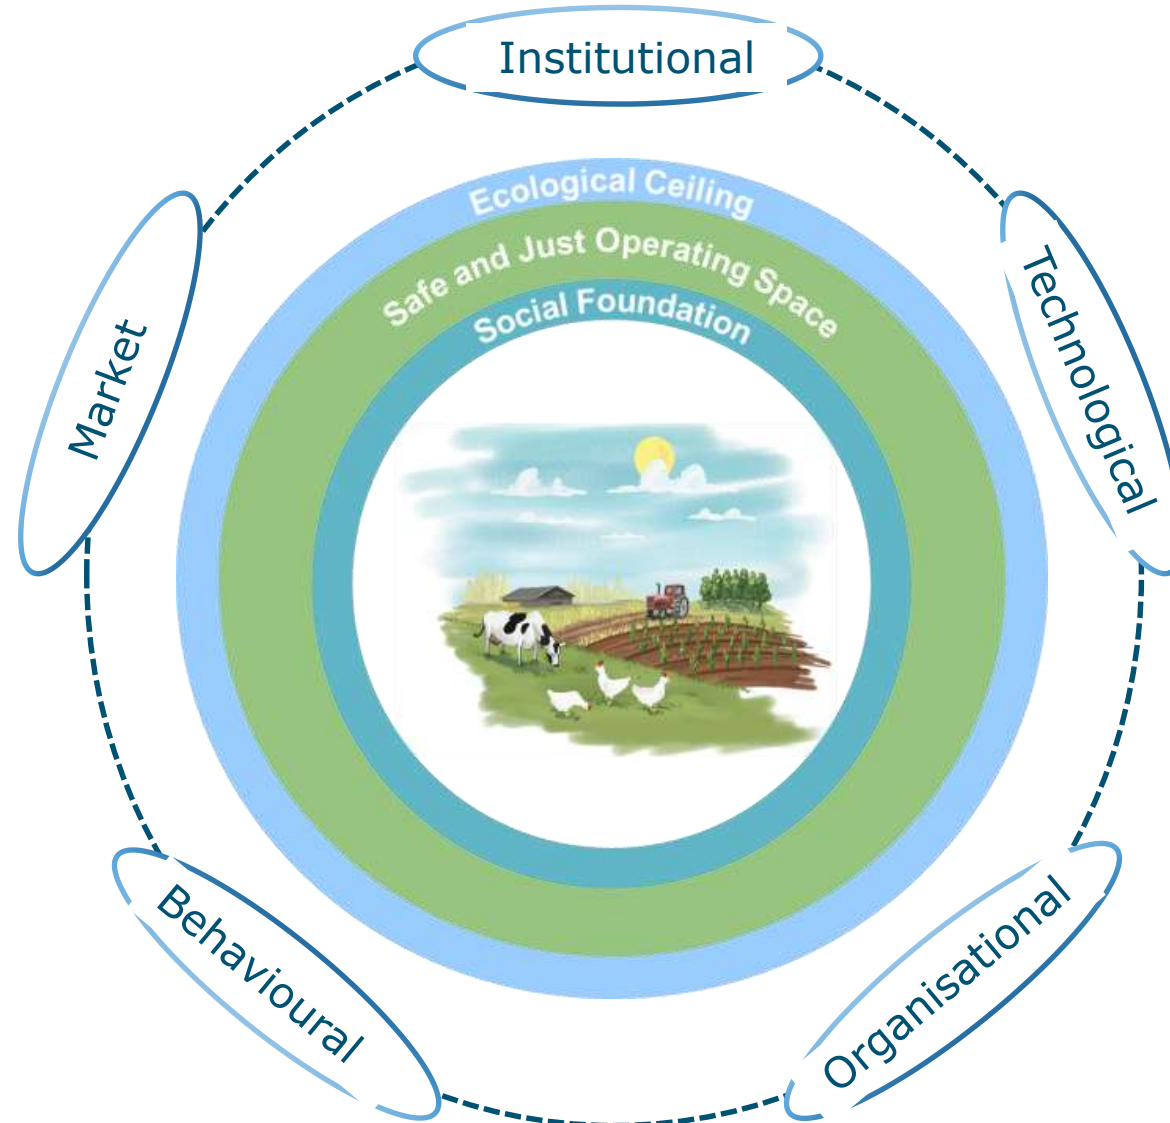 Institutional
Ecological Ceiling
Safe and Just Operating Space
Social Foundation
Technological
Market
Behavioural
Organisational